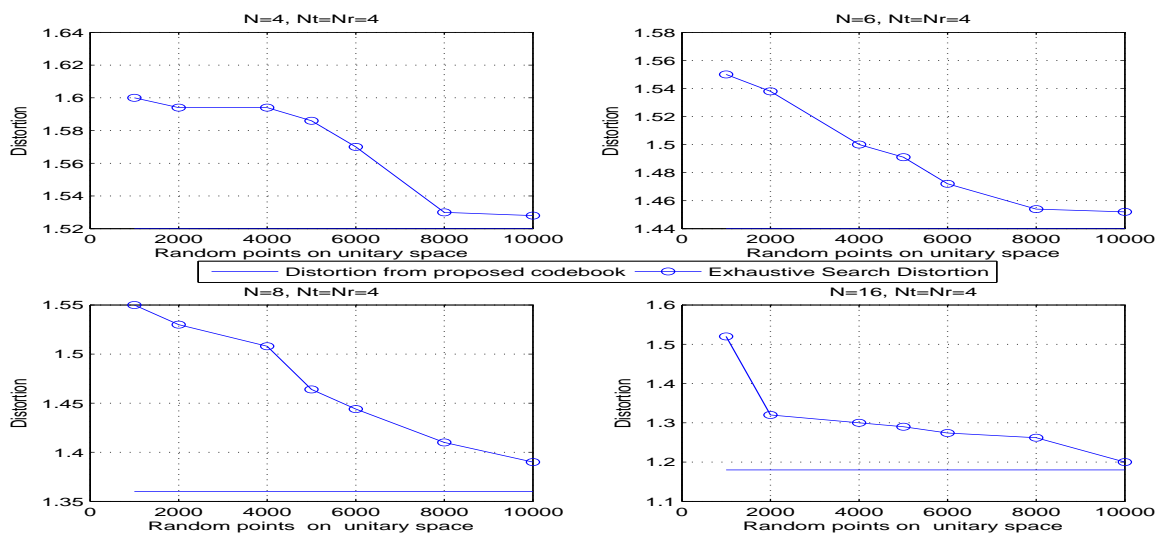 N=4, Nt=Nr=4
1.64
1.62
1.6
1.58
1.56
1.54
1.52
Distortion
0 2000 4000 6000 8000 10000
Random points on unitary space
N=6, Nt=Nr=4
1.58
1.56
1.54
1.52
1.5
1.48
1.46
1.44
Distortion
0 2000 4000 6000 8000 10000
Random points on unitary space
Distortion from proposed codebook Exhaustive Search Distortion
N=8, Nt=Nr=4
1.55
1.5
1.45
1.4
1.35
Distortion
0 2000 4000 6000 8000 10000
Random points on unitary space
N=16, Nt=Nr=4
1.6
1.5
1.4
1.3
1.2
1.1
Distortion
0 2000 4000 6000 8000 10000
Random points on unitary space